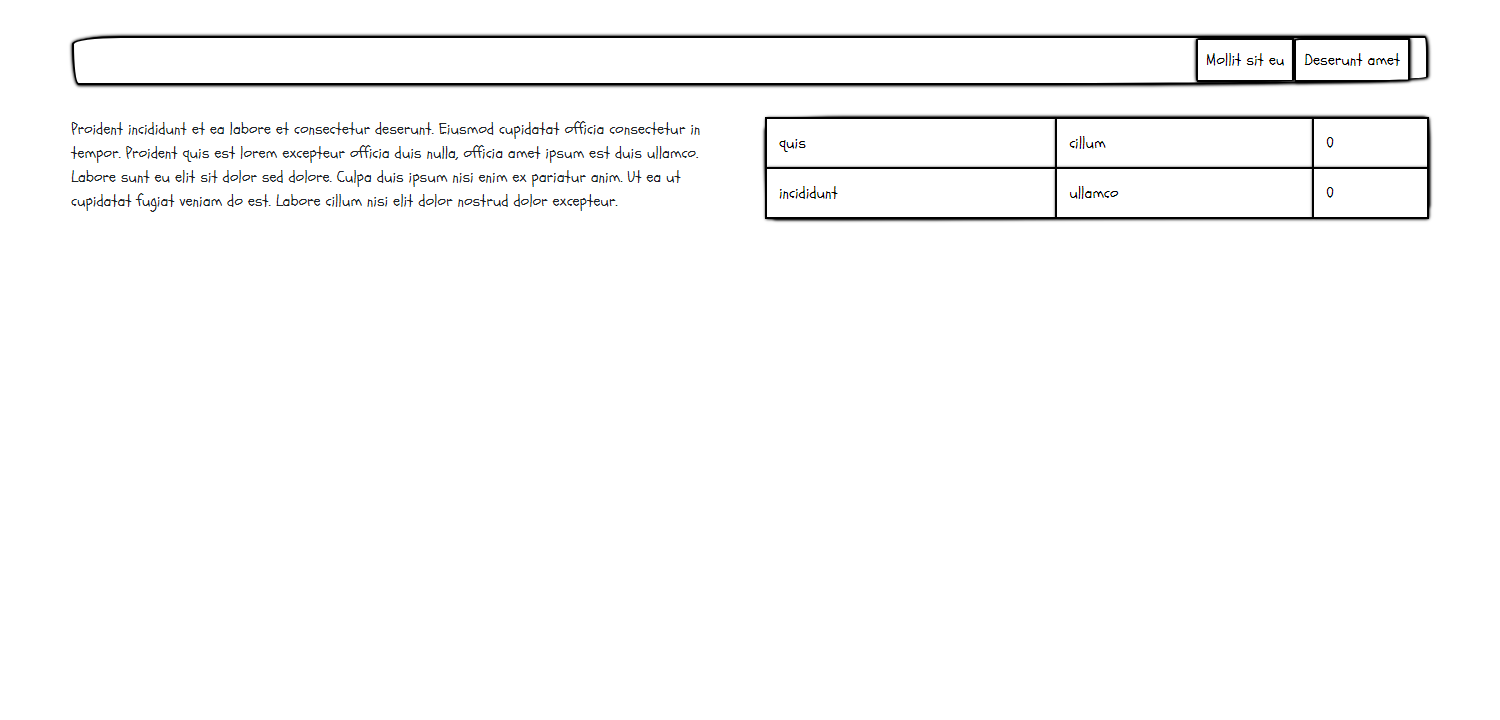 Mollit sit eu
Deserunt amet
Proident incididunt et ea labore et consectetur deserunt. Eiusmod cupidatat officia consectetur in
tempor. Proident quis est lorem excepteur officia duis nulla, officia amet ipsum est duis ullamco.
Labore sunt eu elit sit dolor sed dolore. Culpa duis ipsum nisi enim ex pariatur anim. Ut ea ut
cupidatat fugiat veniam do est. Labore cillum nisi elit dolor nostrud dolor excepteur.
quis cillum 0
incididunt ullamco 0